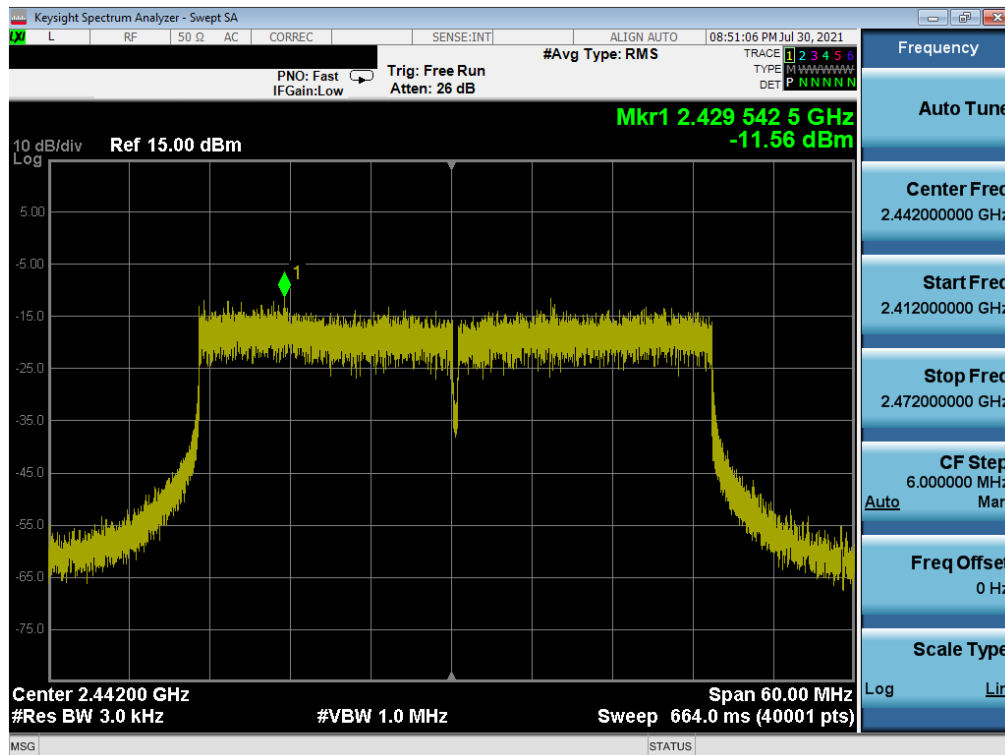 Keysight Spectrum Analyzer - Swept SA
LXI L RF 50 Ω AC CORREC SENSE:INT ALIGN AUTO 08:51:06 PM Jul 30, 2021
#Avg Type: RMS
TRACE 1 2 3 4 5 6
TYPE M W W W W W
DET P N N N N N
PNO: Fast
IFGain:Low
Trig: Free Run
Atten: 26 dB
Mkr1 2.429 542 5 GHz
-11.56 dBm
10 dB/div
Log
Ref 15.00 dBm
5.00
-5.00
-15.0
-25.0
-35.0
-45.0
-55.0
-65.0
-75.0
1
Center 2.44200 GHz
#Res BW 3.0 kHz
#VBW 1.0 MHz
Span 60.00 MHz
Sweep 664.0 ms (40001 pts)
MSG
STATUS
Frequency
Auto Tune
Center Freq
2.442000000 GHz
Start Freq
2.412000000 GHz
Stop Freq
2.472000000 GHz
CF Step
6.000000 MHz
Auto Man
Freq Offset
0 Hz
Scale Type
Log Lin